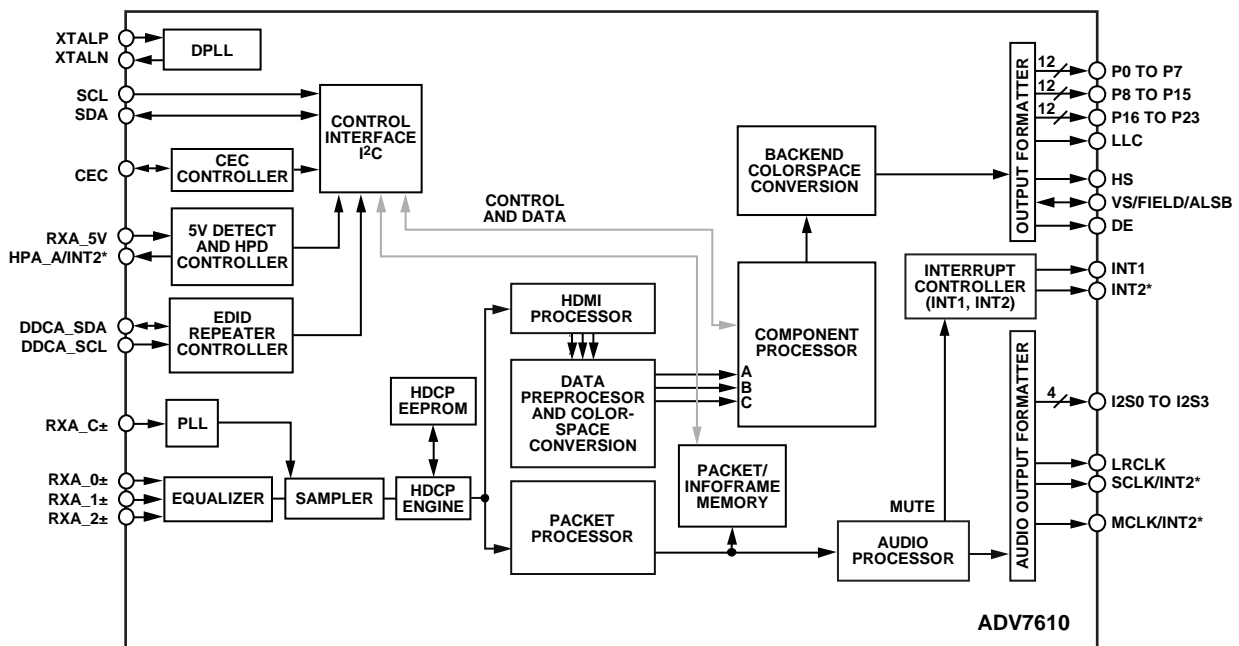 XTALP
XTALN
DPLL
SCL
SDA
CONTROL
INTERFACE
I2C
CEC
CEC
CONTROLLER
RXA_5V
HPA_A/INT2*
5V DETECT
AND HPD
CONTROLLER
DDCA_SDA
DDCA_SCL
EDID
REPEATER
CONTROLLER
RXA_C±
PLL
RXA_0±
RXA_1±
RXA_2±
EQUALIZER
SAMPLER
HDCP
EEPROM
HDCP
ENGINE
CONTROL
AND DATA
HDMI
PROCESSOR
DATA
PREPROCESOR
AND COLOR-
SPACE
CONVERSION
PACKET
PROCESSOR
A
B
C
COMPONENT
PROCESSOR
BACKEND
COLORSPACE
CONVERSION
PACKET/
INFOFRAME
MEMORY
MUTE
AUDIO
PROCESSOR
INTERRUPT
CONTROLLER
(INT1, INT2)
OUTPUT FORMATTER
AUDIO OUTPUT FORMATTER
12
P0 TO P7
12
P8 TO P15
12
P16 TO P23
LLC
HS
VS/FIELD/ALSB
DE
INT1
INT2*
4
I2S0 TO I2S3
LRCLK
SCLK/INT2*
MCLK/INT2*
ADV7610